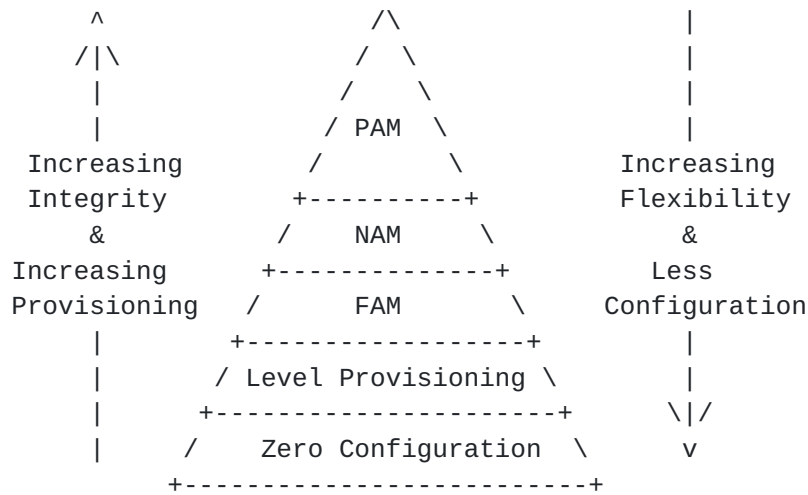 PAM
Increasing Increasing
Integrity Flexibility
& NAM &
Increasing Less
Provisioning FAM Configuration
Level Provisioning
Zero Configuration